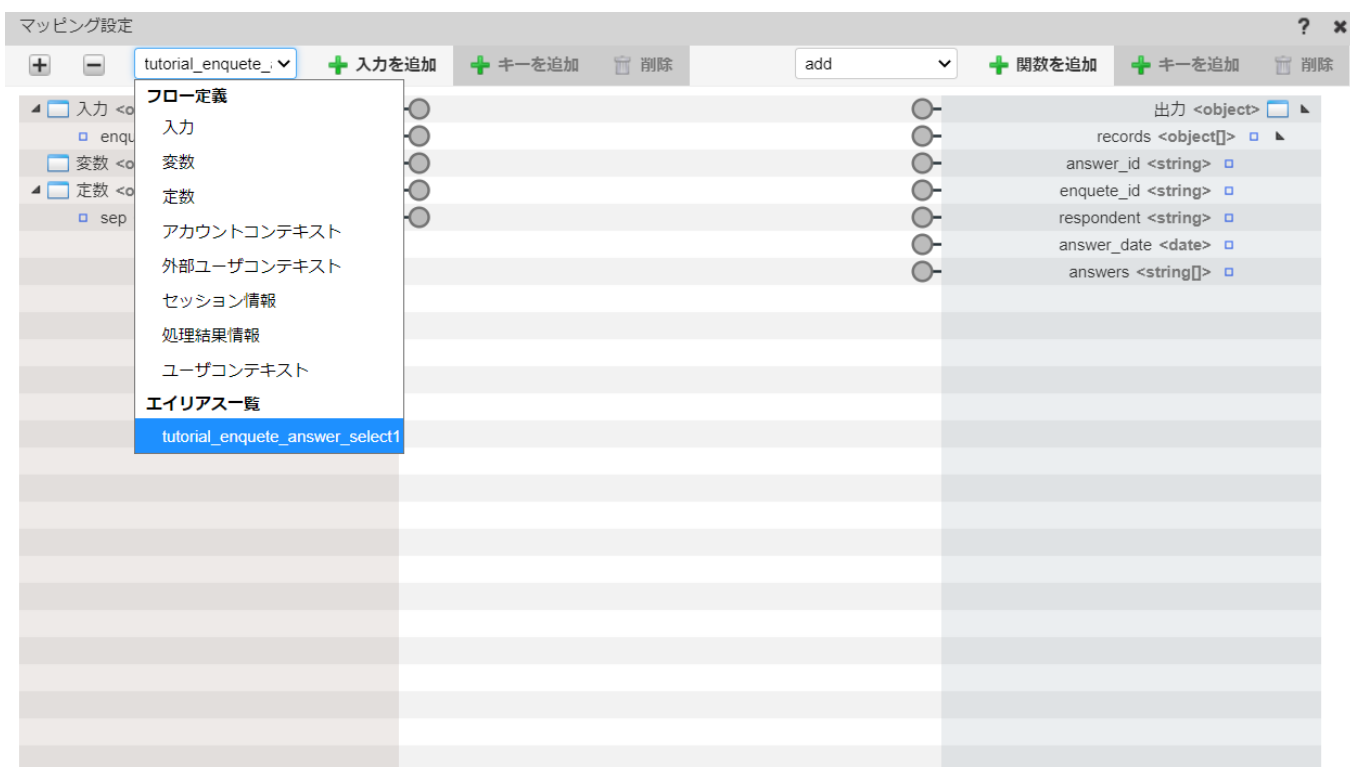 マッピング設定
? ×
tutorial_enquete_ 入力を追加 キーを追加 削除 add 関数を追加 キーを追加 削除
フロー定義
入力 <o
入力
出力 <object>
enqu
records <object[]>
変数 <o
変数
answer_id <string>
定数 <o
定数
enquete_id <string>
sep
respondent <string>
アカウントコンテキスト
answer_date <date>
外部ユーザコンテキスト
answers <string[]>
セッション情報
処理結果情報
ユーザコンテキスト
エイリアス一覧
tutorial_enquete_answer_select1